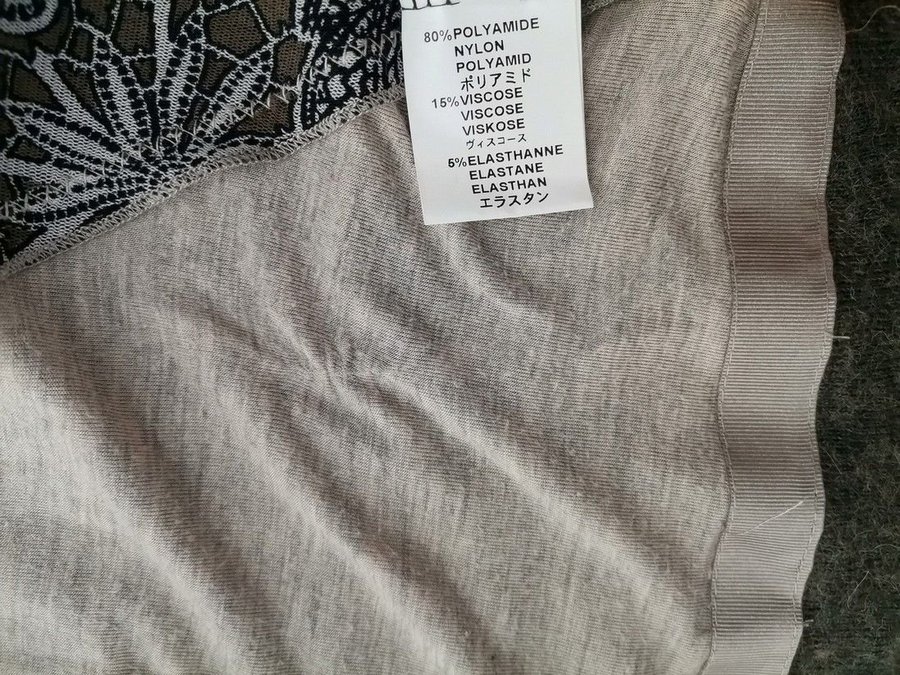 80%POLYAMIDE
NYLON
POLYAMID
ポリアミド
15%VISCOSE
VISCOSE
VISKOSE
ヴィスコース
5%ELASTHANNE
ELASTANE
ELASTHAN
エラスタン